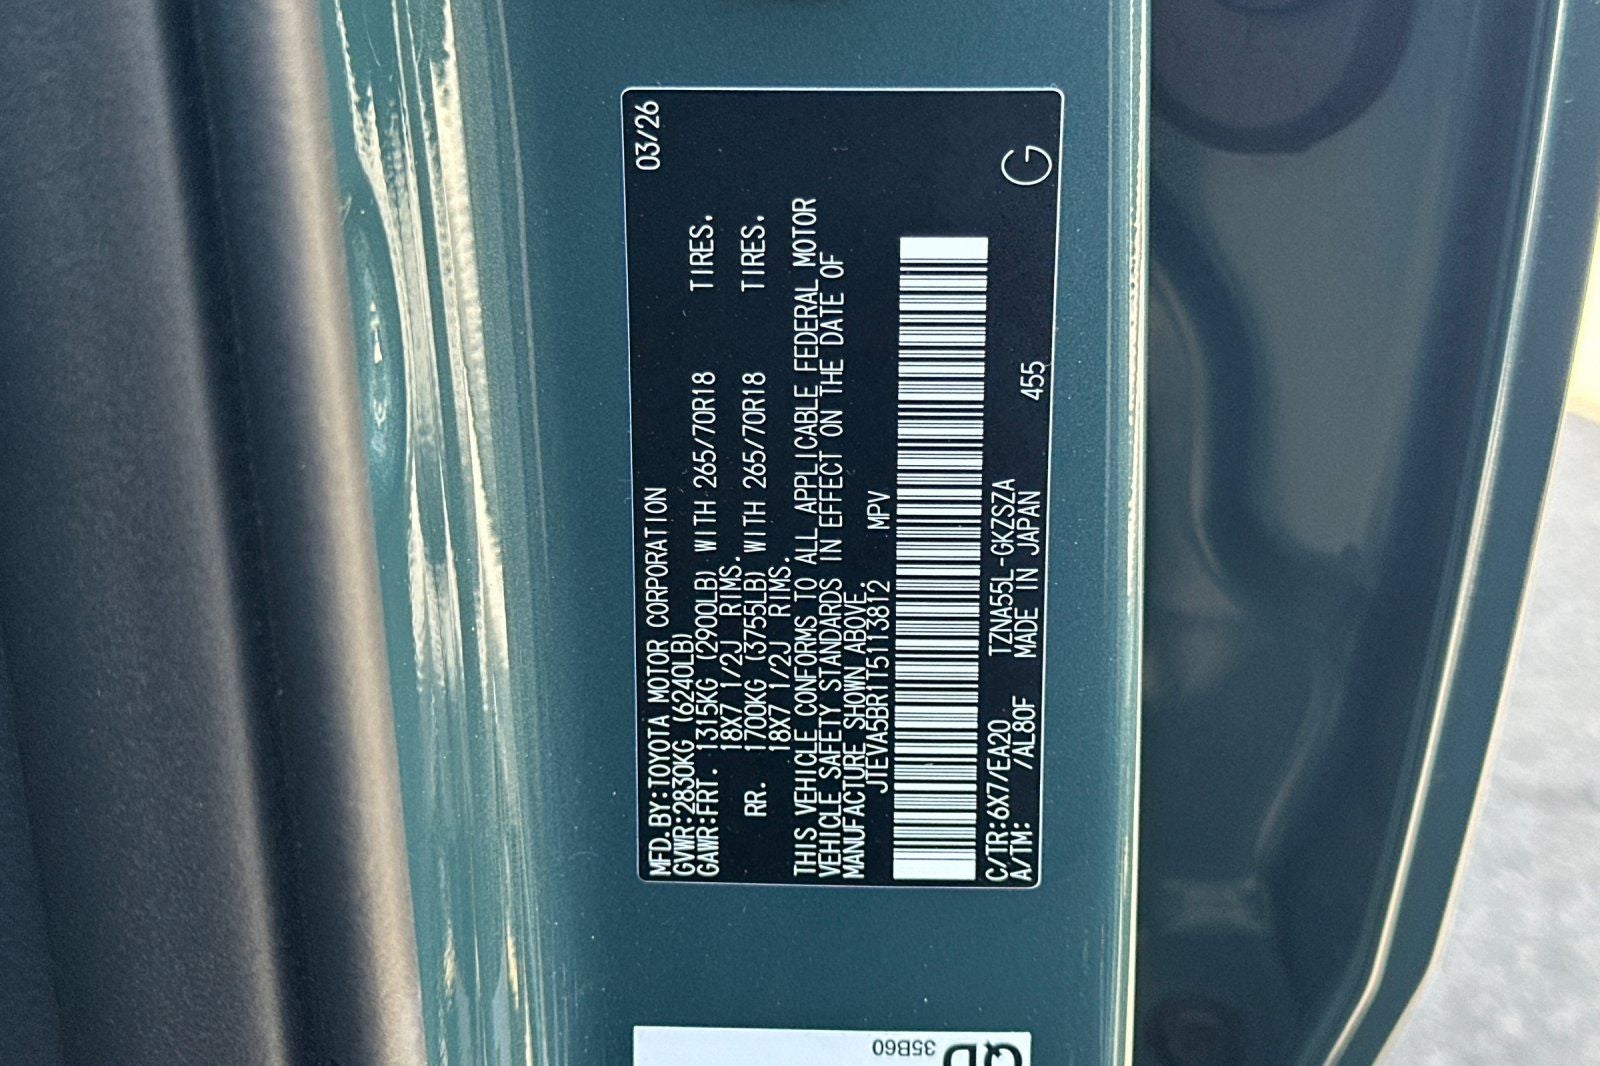 MFD.BY:TOYOTA MOTOR CORPORATION 03/26
GVWR:2830KG (6240LB)
GAWR:FRT. 1315KG (2900LB) WITH 265/70R18 TIRES.
18X7 1/2J RIMS.
RR. 1700KG (3755LB) WITH 265/70R18 TIRES.
18X7 1/2J RIMS.
THIS VEHICLE CONFORMS TO ALL APPLICABLE FEDERAL MOTOR
VEHICLE SAFETY STANDARDS IN EFFECT ON THE DATE OF
MANUFACTURE SHOWN ABOVE.
JTEVA5BR1T5113812 MPV
C/TR:6X7/EA20 TZNA55L-GKZSZA
A/TM: /AL80F MADE IN JAPAN 455 G
35B60